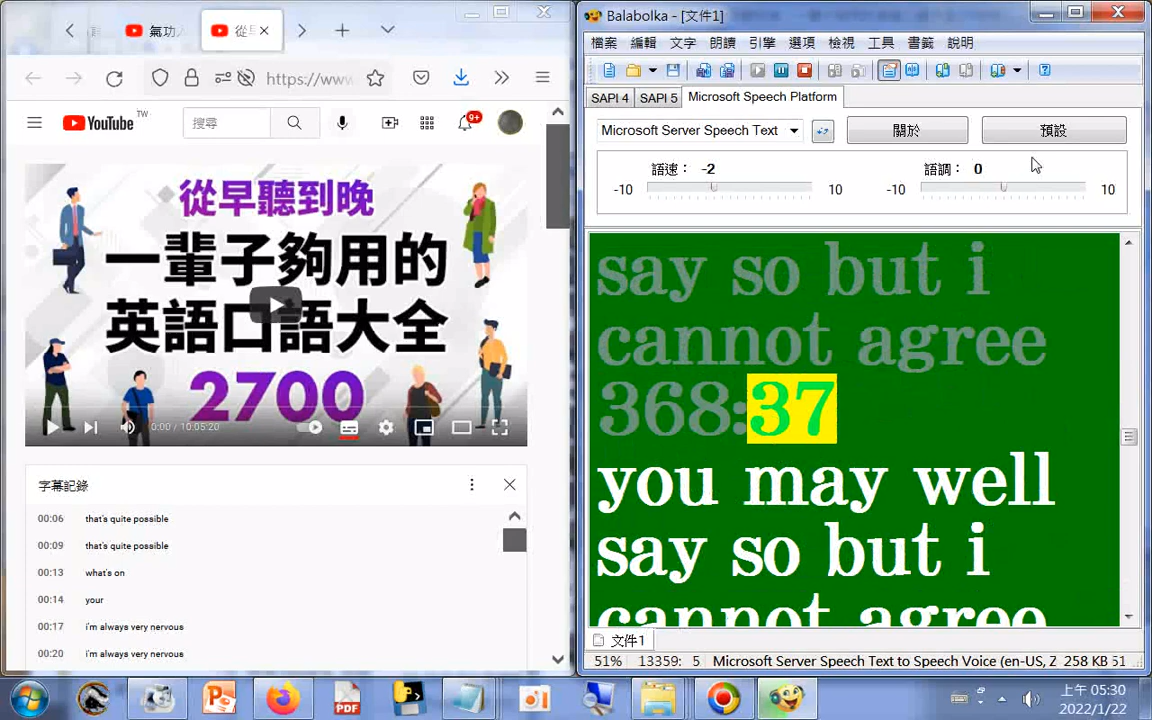 氣功
從
https://www
YouTube TW
搜尋
9+
從早聽到晚
一輩子夠用的
英語口語大全
2700
0:00 / 10:05:20
字幕記錄
00:06 that's quite possible
00:09 that's quite possible
00:13 what's on
00:14 your
00:17 i'm always very nervous
00:20 i'm always very nervous
Balabolka - [文件1]
檔案 編輯 文字 朗讀 引擎 選項 檢視 工具 書籤 說明
SAPI 4 SAPI 5 Microsoft Speech Platform
Microsoft Server Speech Text 關於 預設
語速： -2 語調： 0
-10 10 -10 10
say so but i
cannot agree
368:37
you may well
say so but i
cannot agree
文件1
51% 13359: 5 Microsoft Server Speech Text to Speech Voice (en-US, Z 258 KB 51
PDF
上午 05:30
2022/1/22